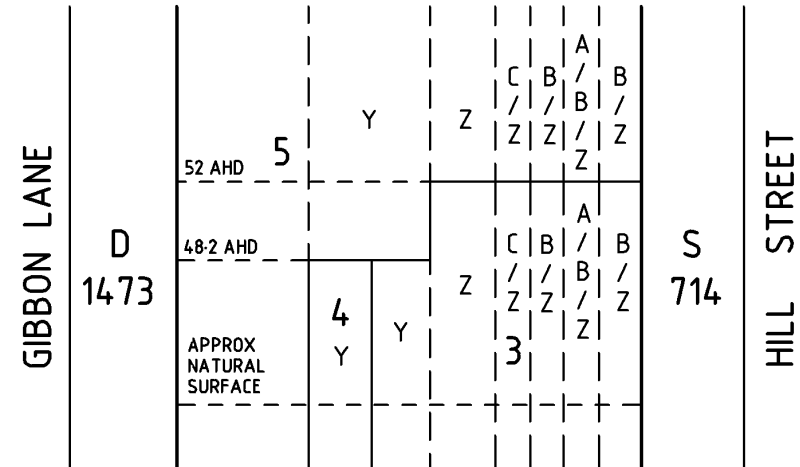 GIBBON LANE
D
1473
52 AHD
5
Y
Z
C/Z
B/Z
A/B/Z
B/Z
48·2 AHD
4
Y
Y
Z
C/Z
B/Z
A/B/Z
B/Z
3
APPROX
NATURAL
SURFACE
S
714
HILL STREET